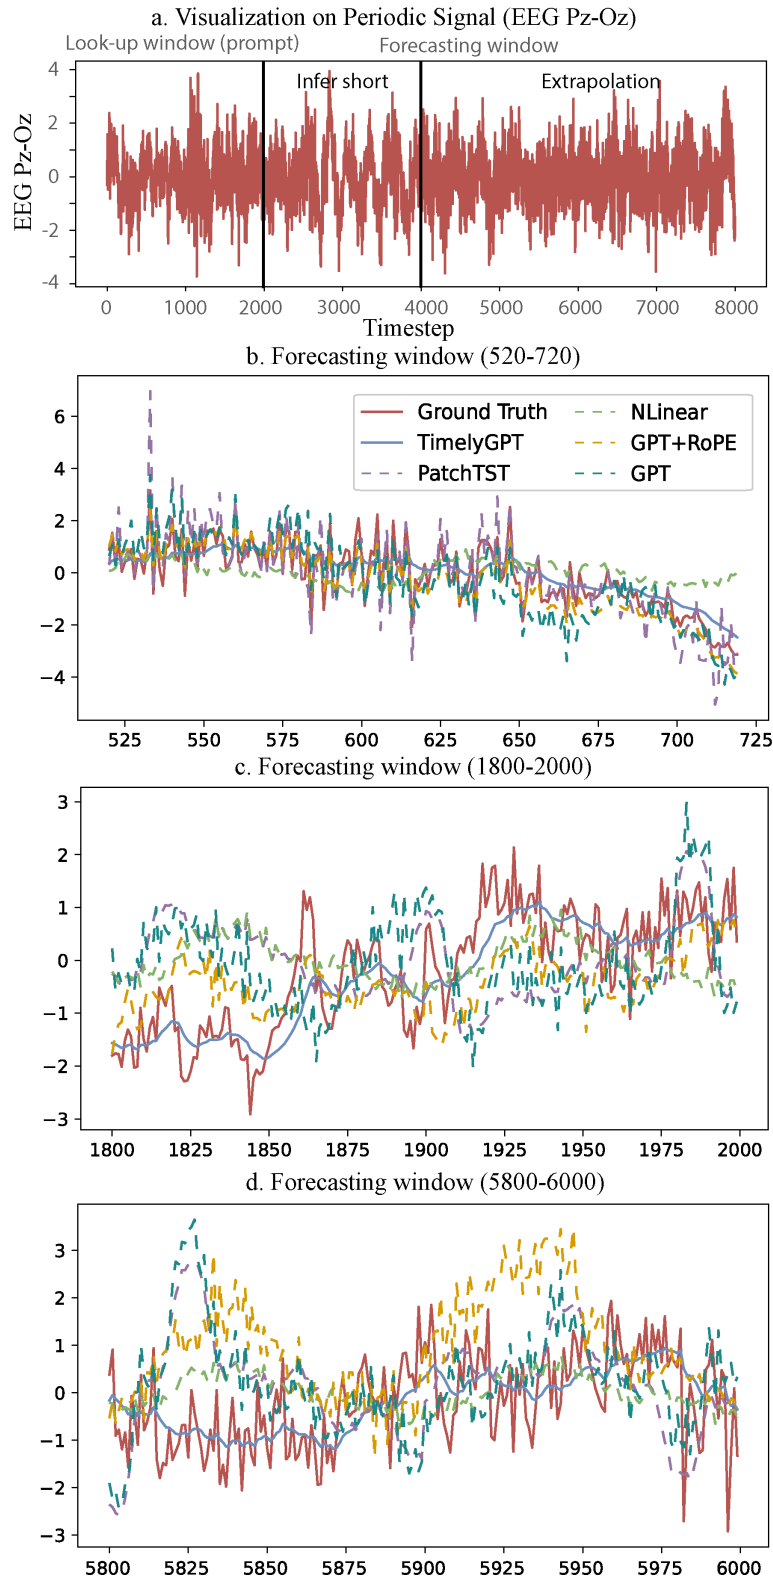 a. Visualization on Periodic Signal (EEG Pz-Oz)
Look-up window (prompt)
Forecasting window
Infer short
Extrapolation
EEG Pz-Oz
4
2
0
-2
-4
0 1000 2000 3000 4000 5000 6000 7000 8000
Timestep
b. Forecasting window (520-720)
Ground Truth
TimelyGPT
PatchTST
NLinear
GPT+RoPE
GPT
6
4
2
0
−2
−4
525 550 575 600 625 650 675 700 725
c. Forecasting window (1800-2000)
3
2
1
0
−1
−2
−3
1800 1825 1850 1875 1900 1925 1950 1975 2000
d. Forecasting window (5800-6000)
3
2
1
0
−1
−2
−3
5800 5825 5850 5875 5900 5925 5950 5975 6000